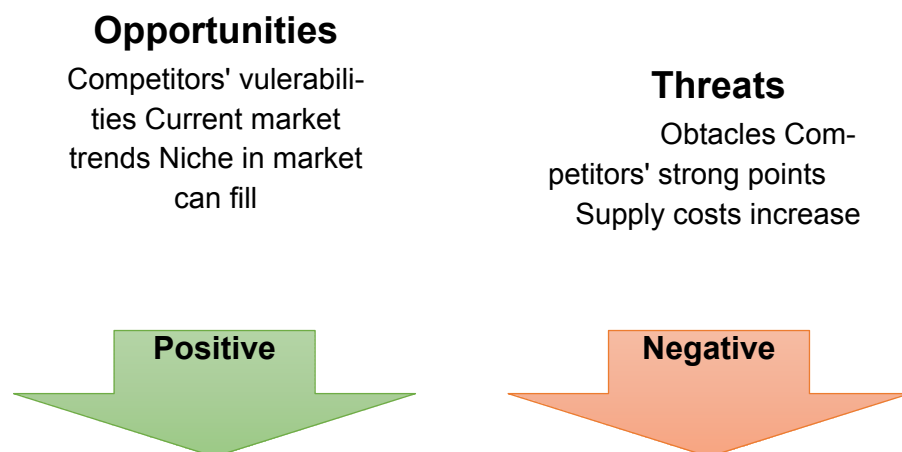 Opportunities
Competitors' vulerabili-
ties Current market
trends Niche in market
can fill
Threats
Obtacles Com-
petitors' strong points
Supply costs increase
Positive
Negative